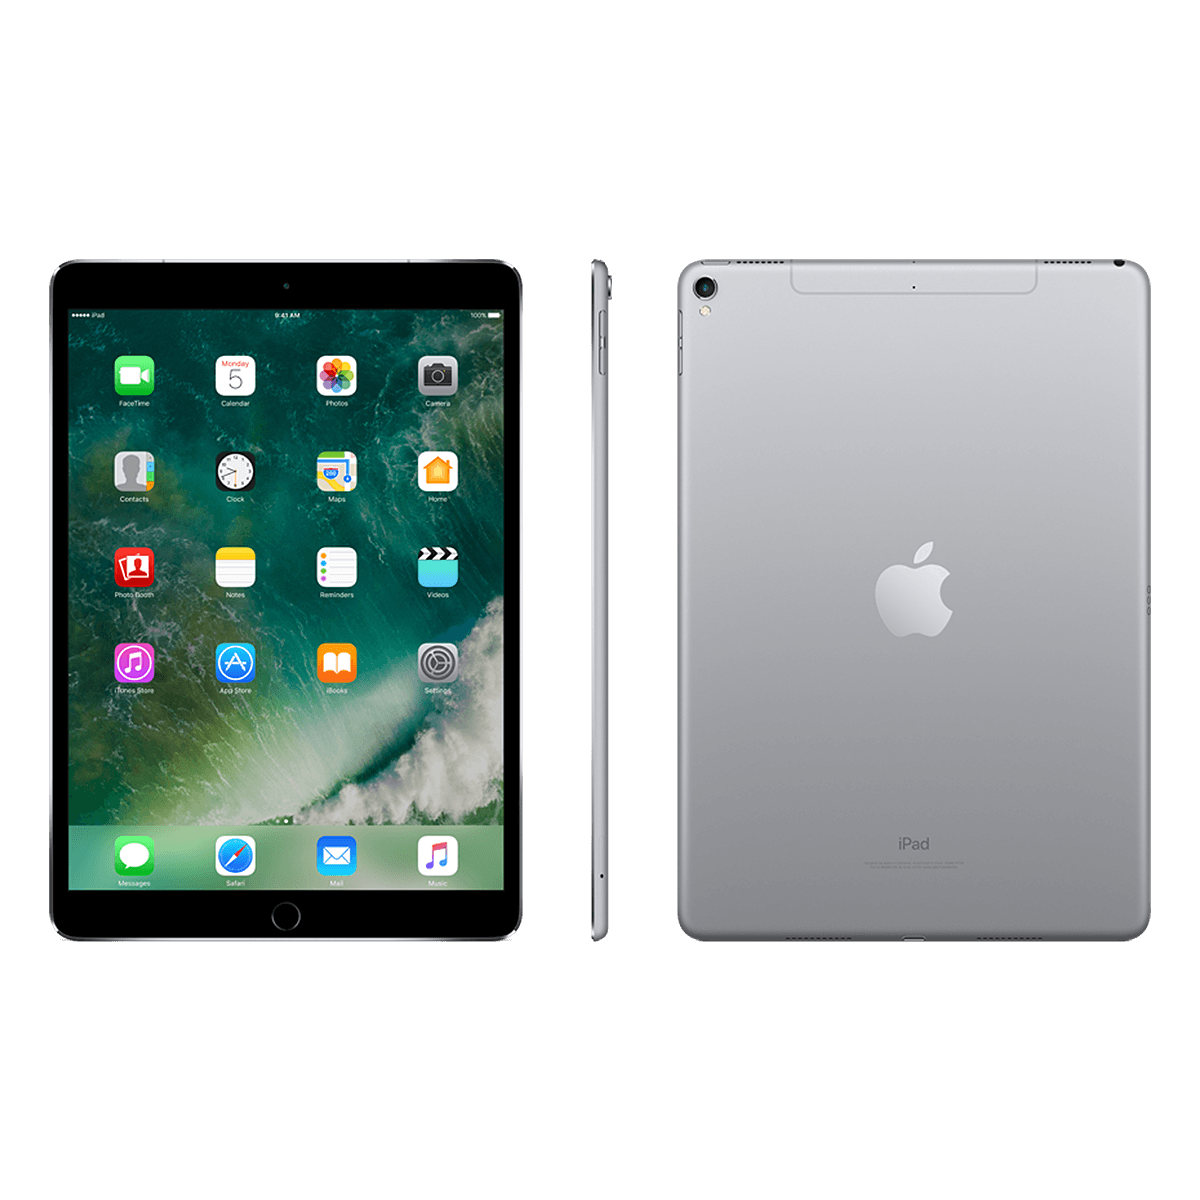 iPad 9:41 AM 100%
Monday
5
FaceTime Calendar Photos Camera
280
Contacts Clock Maps Home
Photo Booth Notes Reminders Videos
iTunes Store App Store iBooks Settings
Messages Safari Mail Music
iPad